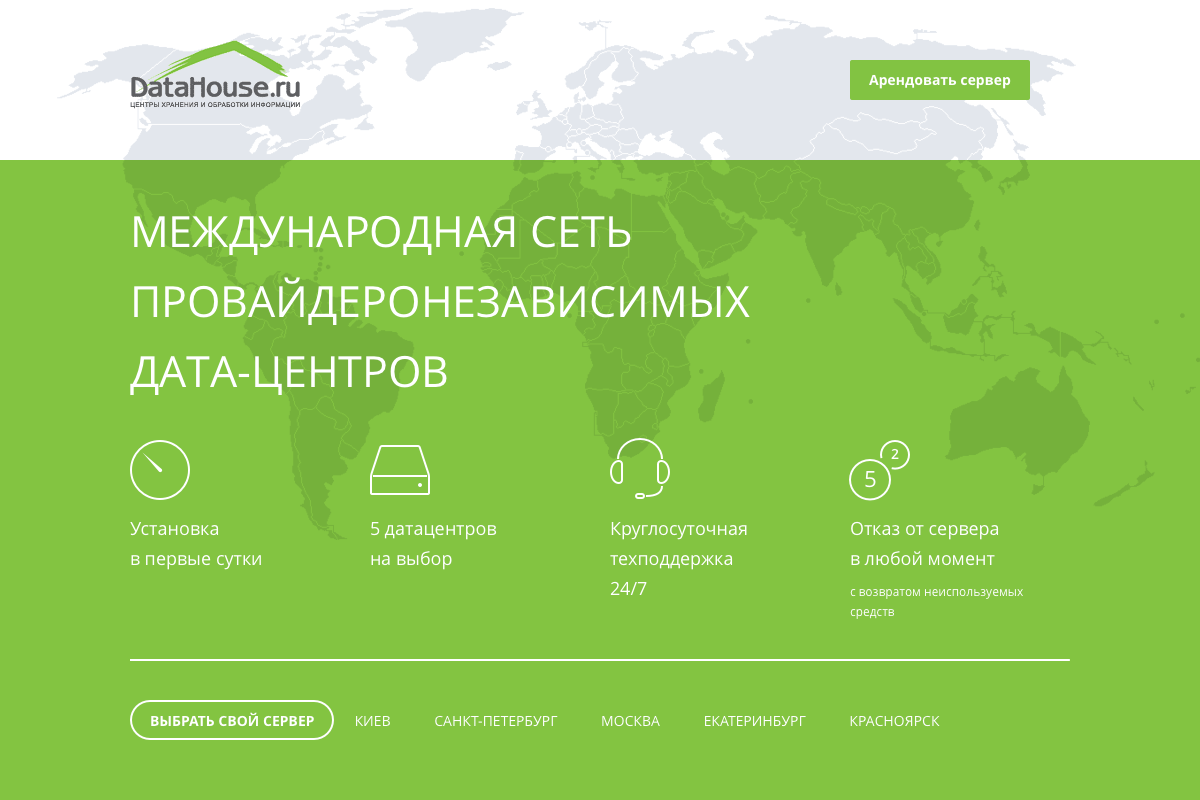 DataHouse.ru
ЦЕНТРЫ ХРАНЕНИЯ И ОБРАБОТКИ ИНФОРМАЦИИ
Арендовать сервер
МЕЖДУНАРОДНАЯ СЕТЬ
ПРОВАЙДЕРОНЕЗАВИСИМЫХ
ДАТА-ЦЕНТРОВ
5 2
Установка
в первые сутки
5 датацентров
на выбор
Круглосуточная
техподдержка
24/7
Отказ от сервера
в любой момент
с возвратом неиспользуемых
средств
ВЫБРАТЬ СВОЙ СЕРВЕР КИЕВ САНКТ-ПЕТЕРБУРГ МОСКВА ЕКАТЕРИНБУРГ КРАСНОЯРСК